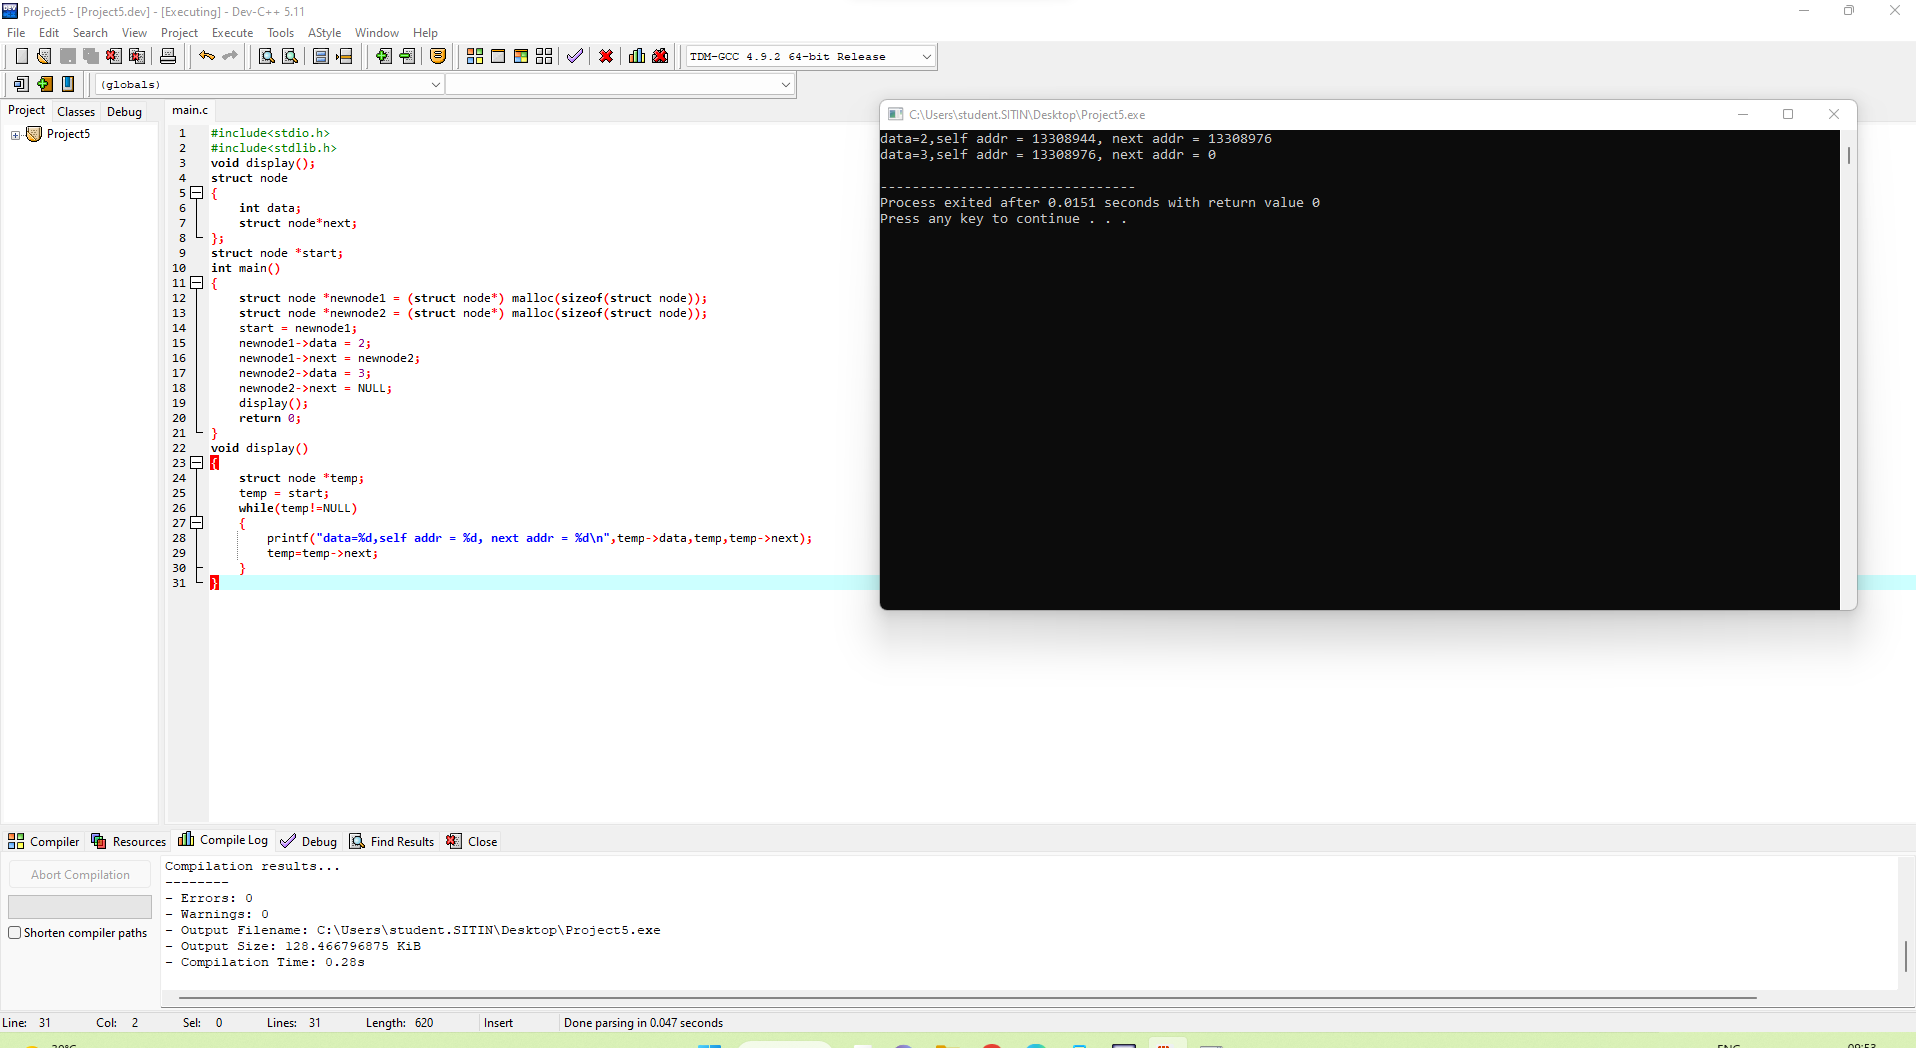 Project5 - [Project5.dev] - [Executing] - Dev-C++ 5.11
File Edit Search View Project Execute Tools AStyle Window Help
TDM-GCC 4.9.2 64-bit Release
(globals)
Project Classes Debug
Project5
main.c
1 #include<stdio.h>
2 #include<stdlib.h>
3 void display();
4 struct node
5 {
6 int data;
7 struct node*next;
8 };
9 struct node *start;
10 int main()
11 {
12 struct node *newnode1 = (struct node*) malloc(sizeof(struct node));
13 struct node *newnode2 = (struct node*) malloc(sizeof(struct node));
14 start = newnode1;
15 newnode1->data = 2;
16 newnode1->next = newnode2;
17 newnode2->data = 3;
18 newnode2->next = NULL;
19 display();
20 return 0;
21 }
22 void display()
23 {
24 struct node *temp;
25 temp = start;
26 while(temp!=NULL)
27 {
28 printf("data=%d,self addr = %d, next addr = %d\n",temp->data,temp,temp->next);
29 temp=temp->next;
30 }
31 }
C:\Users\student.SITIN\Desktop\Project5.exe
data=2,self addr = 13308944, next addr = 13308976
data=3,self addr = 13308976, next addr = 0
--------------------------------
Process exited after 0.0151 seconds with return value 0
Press any key to continue . . .
Compiler Resources Compile Log Debug Find Results Close
Abort Compilation
Shorten compiler paths
Compilation results...
--------
- Errors: 0
- Warnings: 0
- Output Filename: C:\Users\student.SITIN\Desktop\Project5.exe
- Output Size: 128.466796875 KiB
- Compilation Time: 0.28s
Line: 31 Col: 2 Sel: 0 Lines: 31 Length: 620 Insert Done parsing in 0.047 seconds